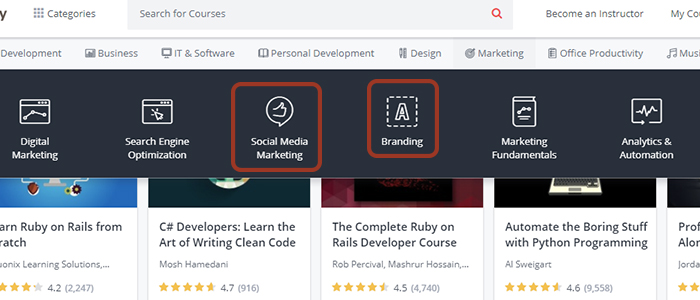 y Categories Search for Courses Become an Instructor My Cou
Development Business IT & Software Personal Development Design Marketing Office Productivity Musi
Digital
Marketing
Search Engine
Optimization
Social Media
Marketing
Branding
Marketing
Fundamentals
Analytics &
Automation
arn Ruby on Rails from
ratch
uonix Learning Solutions,...
4.2 (2,247)
C# Developers: Learn the
Art of Writing Clean Code
Mosh Hamedani
4.7 (916)
The Complete Ruby on
Rails Developer Course
Rob Percival, Mashrur Hossain,...
4.5 (4,740)
Automate the Boring Stuff
with Python Programming
Al Sweigart
4.6 (9,558)
Prof
Alon
Jorda